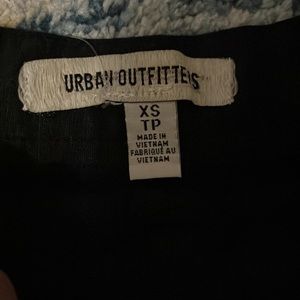 URBAN OUTFITTERS
XS
TP
MADE IN
VIETNAM
FABRIQUÉ AU
VIETNAM